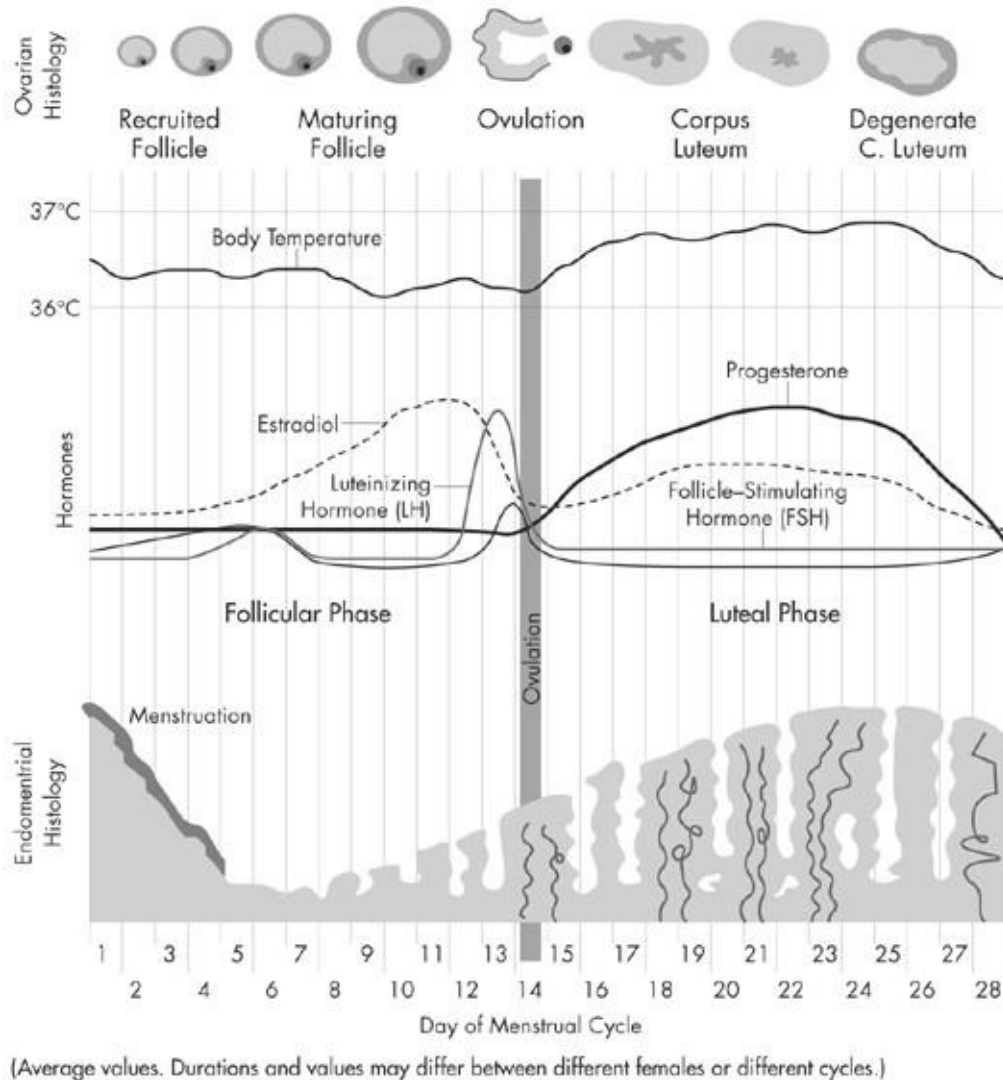 Ovarian
Histology
Recruited
Follicle
Maturing
Follicle
Ovulation
Corpus
Luteum
Degenerate
C. Luteum
37°C
Body Temperature
36°C
Hormones
Progesterone
Estradiol
Luteinizing
Hormone (LH)
Follicle–Stimulating
Hormone (FSH)
Follicular Phase
Ovulation
Luteal Phase
Endomentrial
Histology
Menstruation
1 3 5 7 9 11 13 15 17 19 21 23 25 27
2 4 6 8 10 12 14 16 18 20 22 24 26 28
Day of Menstrual Cycle
(Average values. Durations and values may differ between different females or different cycles.)